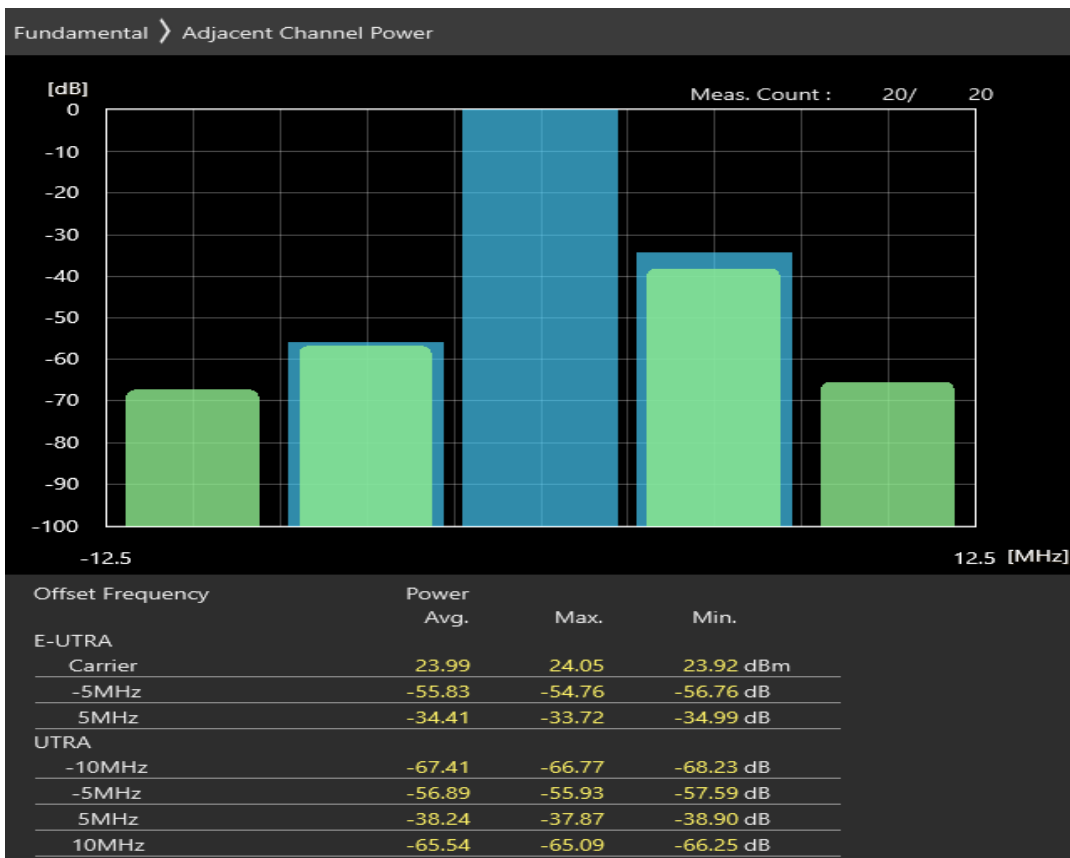 Fundamental 〉 Adjacent Channel Power
[dB]
Meas. Count : 20/ 20
0
-10
-20
-30
-40
-50
-60
-70
-80
-90
-100
-12.5 12.5 [MHz]
Offset Frequency Power
Avg. Max. Min.
E-UTRA
Carrier 23.99 24.05 23.92 dBm
-5MHz -55.83 -54.76 -56.76 dB
5MHz -34.41 -33.72 -34.99 dB
UTRA
-10MHz -67.41 -66.77 -68.23 dB
-5MHz -56.89 -55.93 -57.59 dB
5MHz -38.24 -37.87 -38.90 dB
10MHz -65.54 -65.09 -66.25 dB